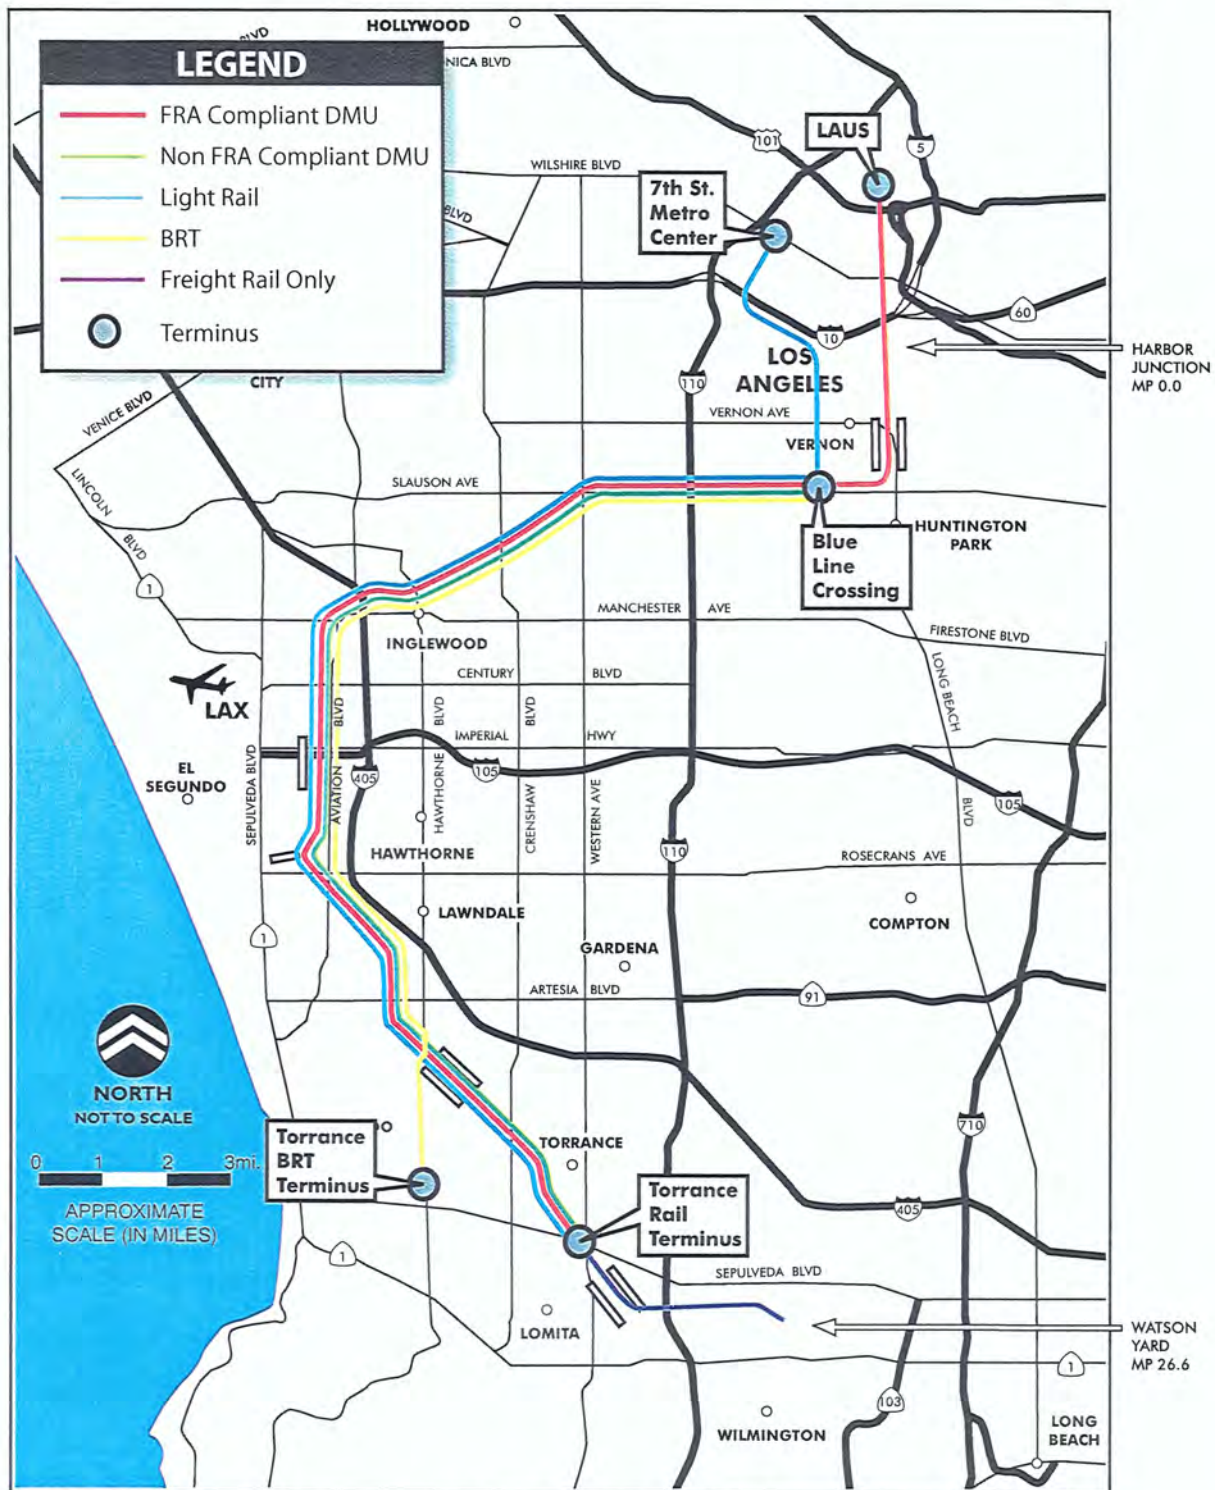 HOLLYWOOD
LVD
NICA BLVD
LEGEND
FRA Compliant DMU
Non FRA Compliant DMU
Light Rail
BRT
Freight Rail Only
Terminus
101
LAUS
5
WILSHIRE BLVD
BLVD
7th St.
Metro
Center
60
10
LOS
ANGELES
HARBOR
JUNCTION
MP 0.0
110
CITY
VENICE BLVD
VERNON AVE
VERNON
LINCOLN
BLVD
1
SLAUSON AVE
HUNTINGTON
PARK
Blue
Line
Crossing
MANCHESTER AVE
FIRESTONE BLVD
INGLEWOOD
CENTURY BLVD
LONG BEACH
BLVD
LAX
SEPULVEDA BLVD
AVIATION BLVD
HAWTHORNE BLVD
CRENSHAW BLVD
WESTERN AVE
IMPERIAL HWY
EL
SEGUNDO
405
105
105
HAWTHORNE
110
ROSECRANS AVE
LAWNDALE
COMPTON
1
GARDENA
ARTESIA BLVD
91
NORTH
NOT TO SCALE
710
0 1 2 3mi.
APPROXIMATE
SCALE (IN MILES)
Torrance
BRT
Terminus
TORRANCE
Torrance
Rail
Terminus
405
1
SEPULVEDA BLVD
LOMITA
WATSON
YARD
MP 26.6
1
103
WILMINGTON
LONG
BEACH